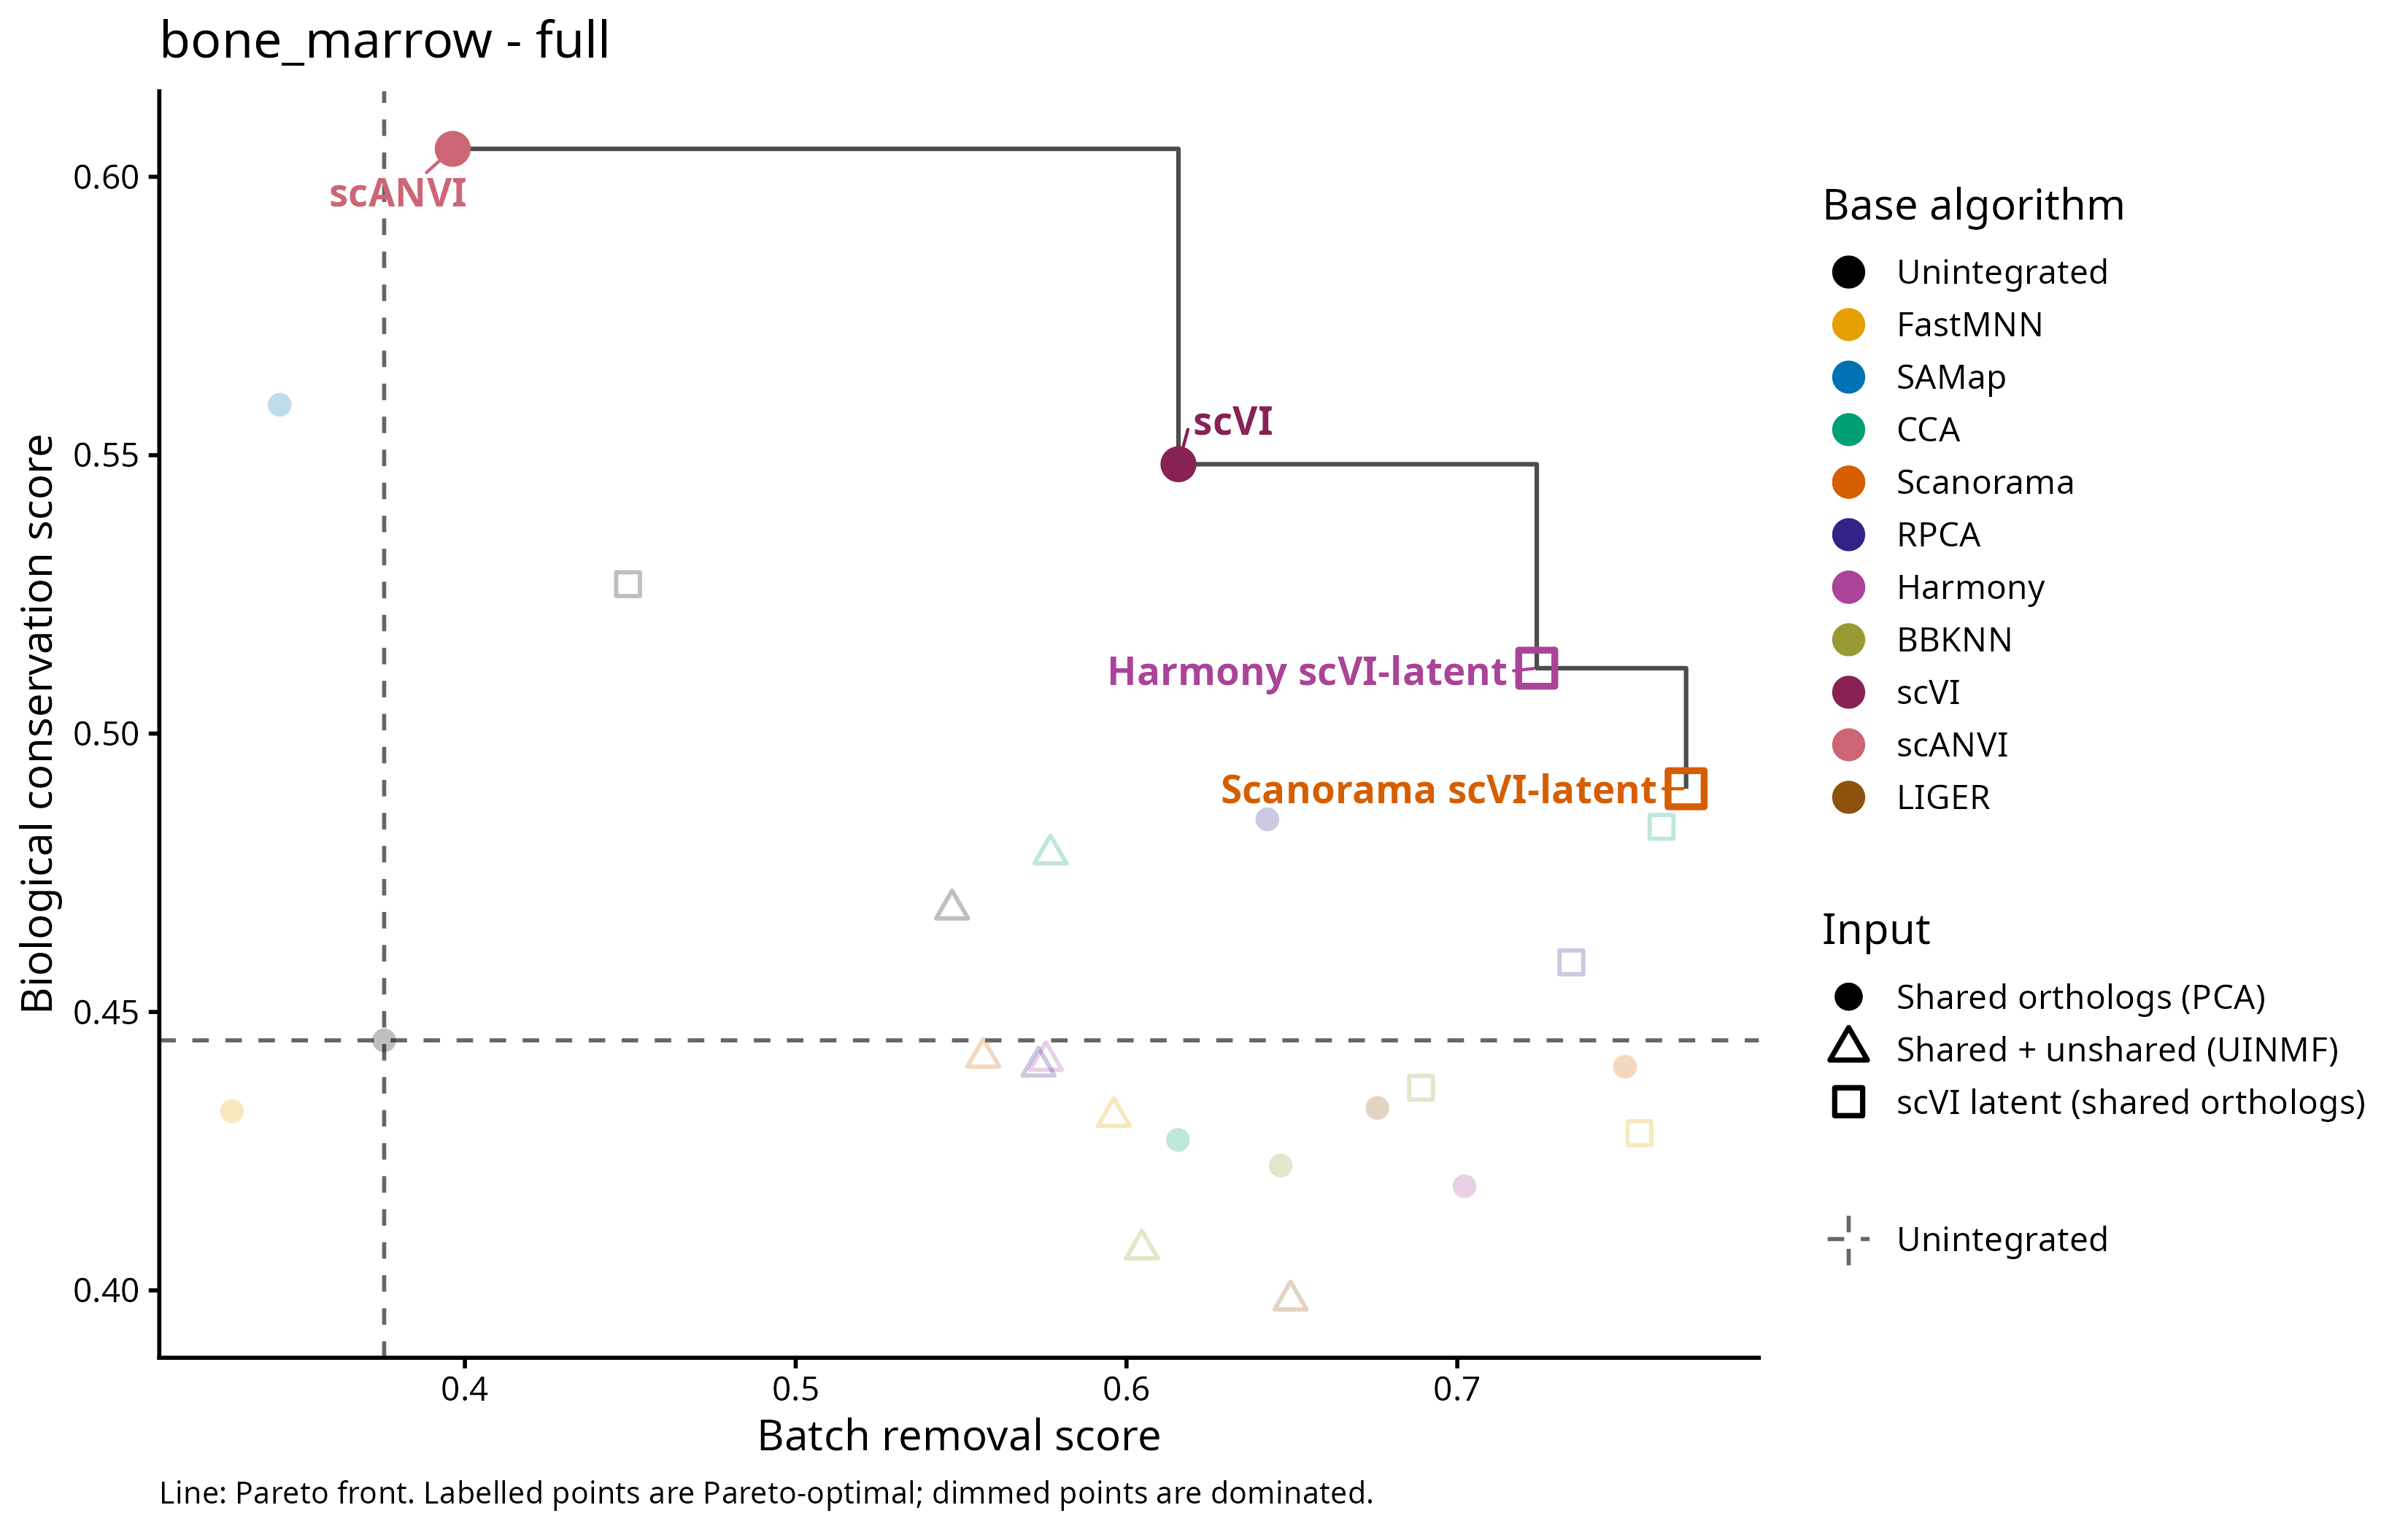 bone_marrow - full
Biological conservation score
0.60
0.55
0.50
0.45
0.40
scANVI
scVI
Harmony scVI-latent
Scanorama scVI-latent
0.4
0.5
0.6
0.7
Batch removal score
Line: Pareto front. Labelled points are Pareto-optimal; dimmed points are dominated.
Base algorithm
Unintegrated
FastMNN
SAMap
CCA
Scanorama
RPCA
Harmony
BBKNN
scVI
scANVI
LIGER
Input
Shared orthologs (PCA)
Shared + unshared (UINMF)
scVI latent (shared orthologs)
Unintegrated